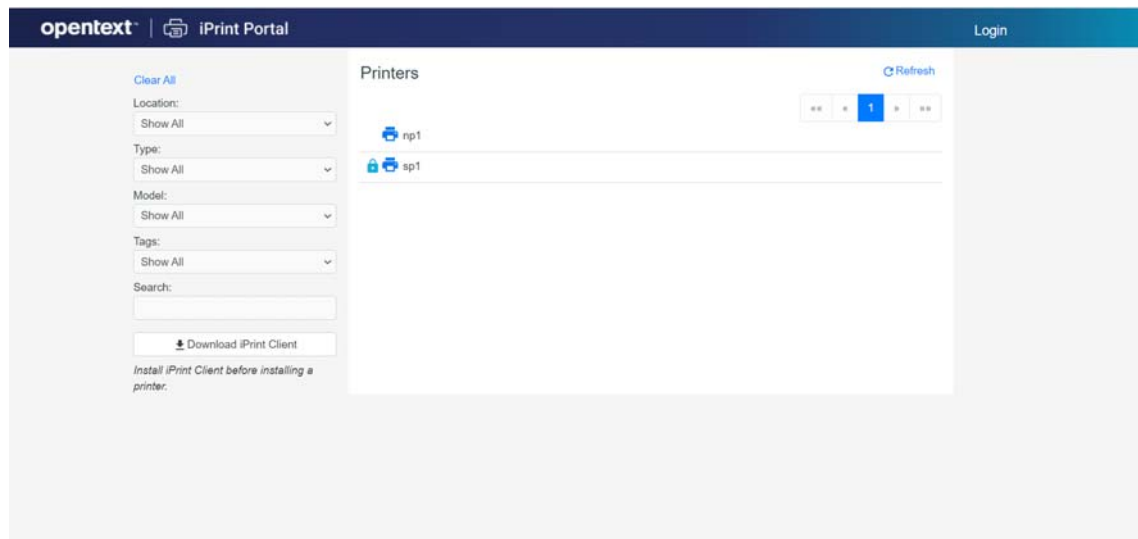 opentext™ | iPrint Portal
Login
Clear All
Location:
Show All
Type:
Show All
Model:
Show All
Tags:
Show All
Search:
Download iPrint Client
Install iPrint Client before installing a
printer.
Printers
Refresh
«« « 1 » »»
np1
sp1